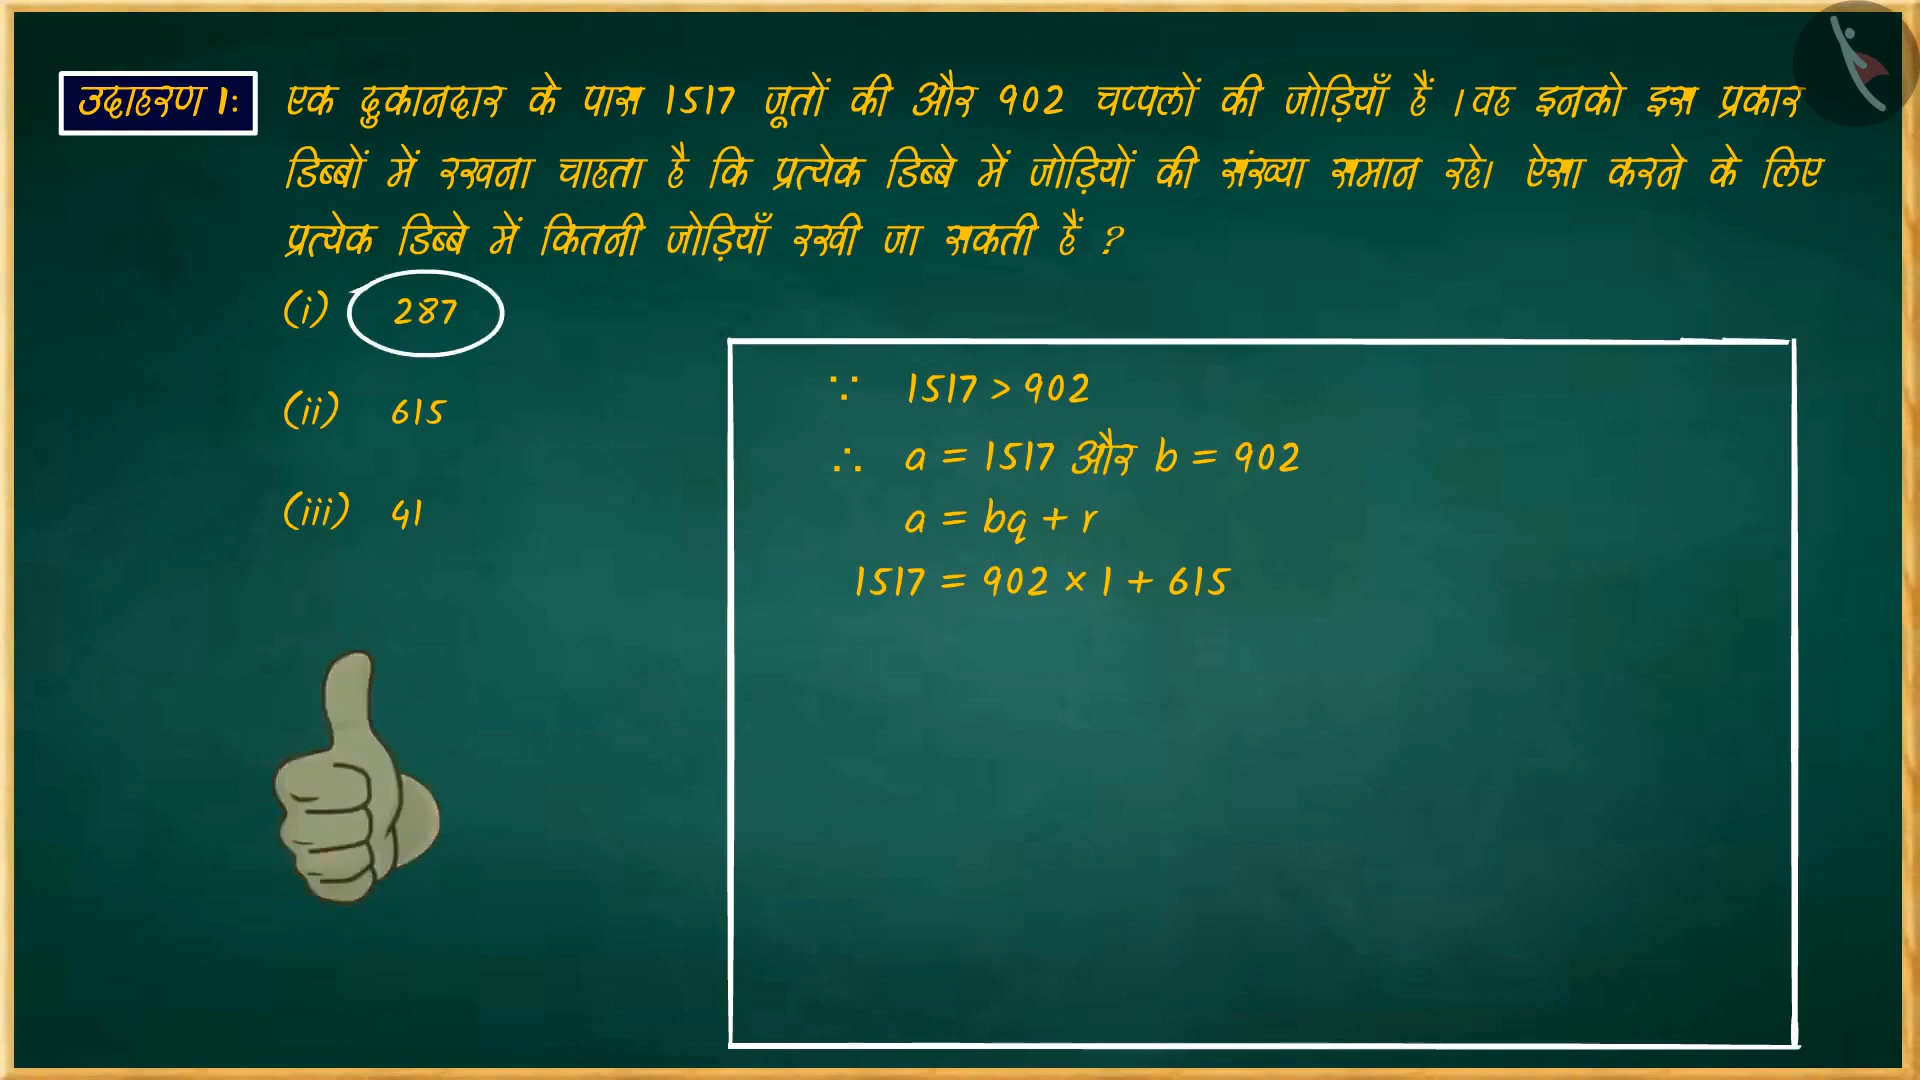 उदाहरण 1: एक दुकानदार के पास 1517 जूतों की और 902 चप्पलों की जोड़ियाँ हैं । वह इनको इस प्रकार
डिब्बों में रखना चाहता है कि प्रत्येक डिब्बे में जोड़ियों की संख्या समान रहे। ऐसा करने के लिए
प्रत्येक डिब्बे में कितनी जोड़ियाँ रखी जा सकती हैं ?
(i) 287
(ii) 615
(iii) 41
∵ 1517 > 902
∴ a = 1517 और b = 902
a = bq + r
1517 = 902 × 1 + 615